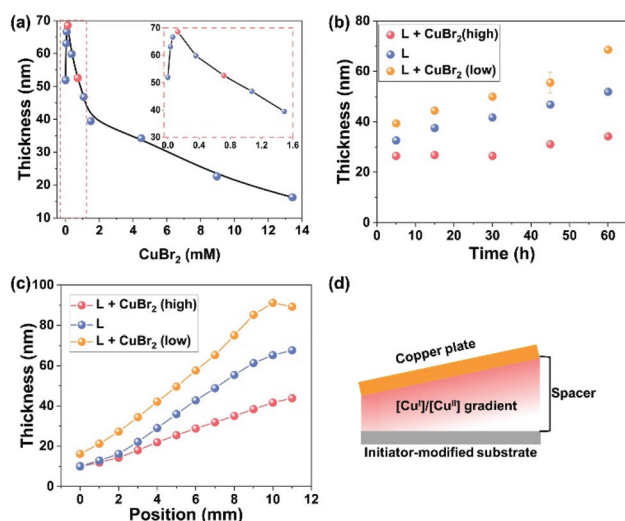 (a)
Thickness (nm)
70
60
50
40
30
20
10
0 2 4 6 8 10 12 14
CuBr₂ (mM)
70
60
50
40
30
0.0 0.4 0.8 1.2 1.6
(b)
Thickness (nm)
100
80
60
40
20
0
L + CuBr₂(high)
L
L + CuBr₂ (low)
0 10 20 30 40 50 60
Time (h)
(c)
Thickness (nm)
100
80
60
40
20
0
L + CuBr₂ (high)
L
L + CuBr₂ (low)
0 2 4 6 8 10 12
Position (mm)
(d)
Copper plate
[Cuᴵ]/[Cuᴵᴵ] gradient
Spacer
Initiator-modified substrate